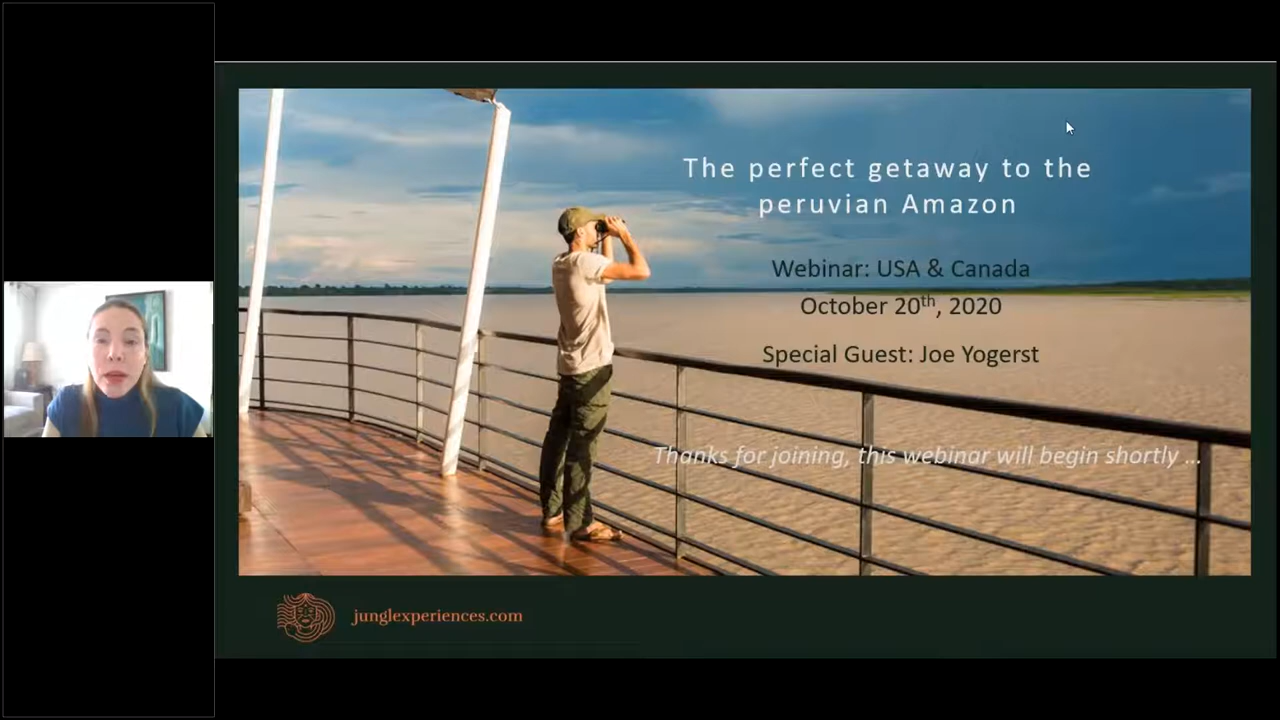 The perfect getaway to the
peruvian Amazon
Webinar: USA & Canada
October 20th, 2020
Special Guest: Joe Yogerst
Thanks for joining, this webinar will begin shortly ...
junglexperiences.com